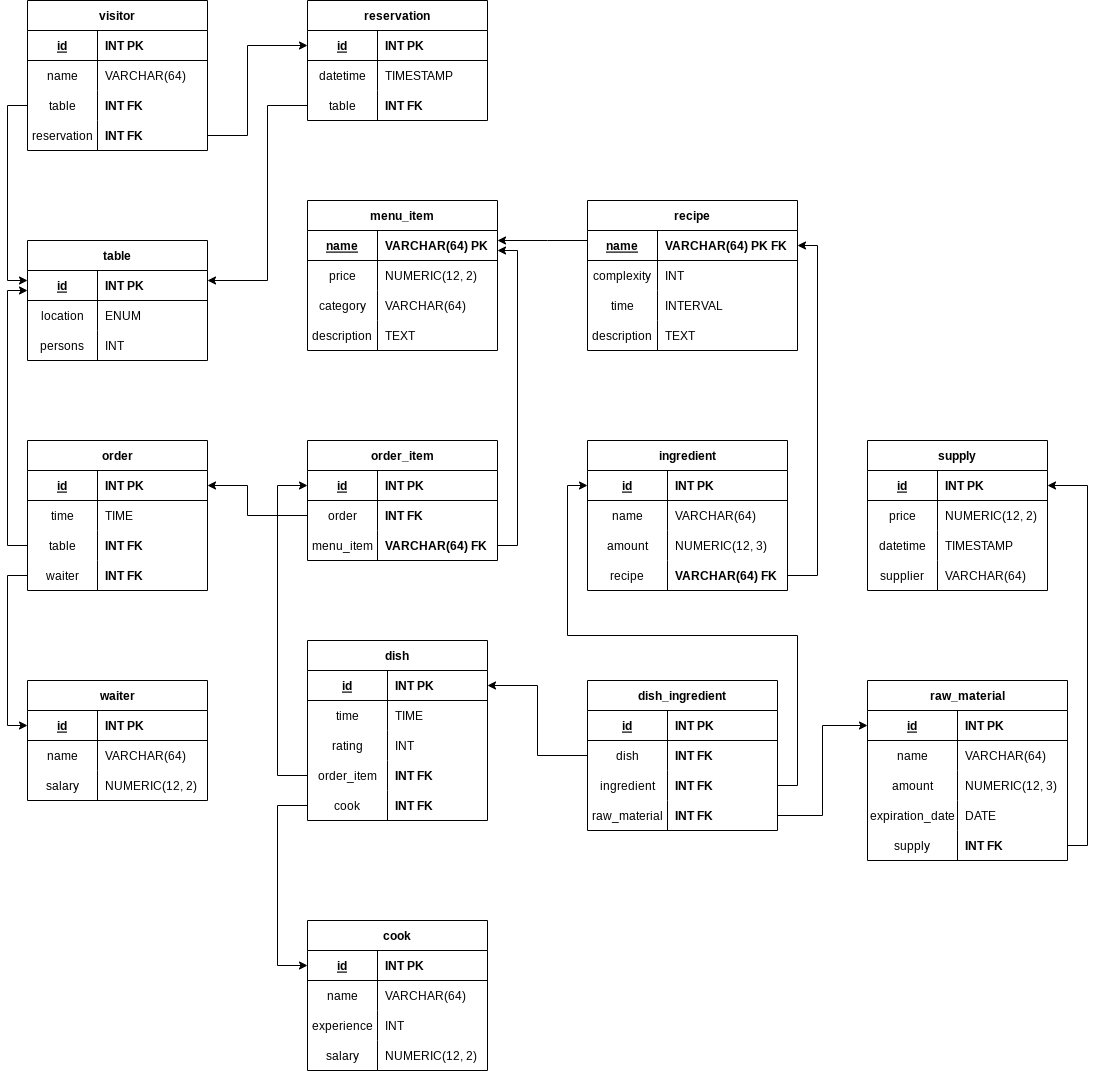 visitor
id INT PK
name VARCHAR(64)
table INT FK
reservation INT FK
reservation
id INT PK
datetime TIMESTAMP
table INT FK
table
id INT PK
location ENUM
persons INT
menu_item
name VARCHAR(64) PK
price NUMERIC(12, 2)
category VARCHAR(64)
description TEXT
recipe
name VARCHAR(64) PK FK
complexity INT
time INTERVAL
description TEXT
order
id INT PK
time TIME
table INT FK
waiter INT FK
order_item
id INT PK
order INT FK
menu_item VARCHAR(64) FK
ingredient
id INT PK
name VARCHAR(64)
amount NUMERIC(12, 3)
recipe VARCHAR(64) FK
supply
id INT PK
price NUMERIC(12, 2)
datetime TIMESTAMP
supplier VARCHAR(64)
waiter
id INT PK
name VARCHAR(64)
salary NUMERIC(12, 2)
dish
id INT PK
time TIME
rating INT
order_item INT FK
cook INT FK
dish_ingredient
id INT PK
dish INT FK
ingredient INT FK
raw_material INT FK
raw_material
id INT PK
name VARCHAR(64)
amount NUMERIC(12, 3)
expiration_date DATE
supply INT FK
cook
id INT PK
name VARCHAR(64)
experience INT
salary NUMERIC(12, 2)